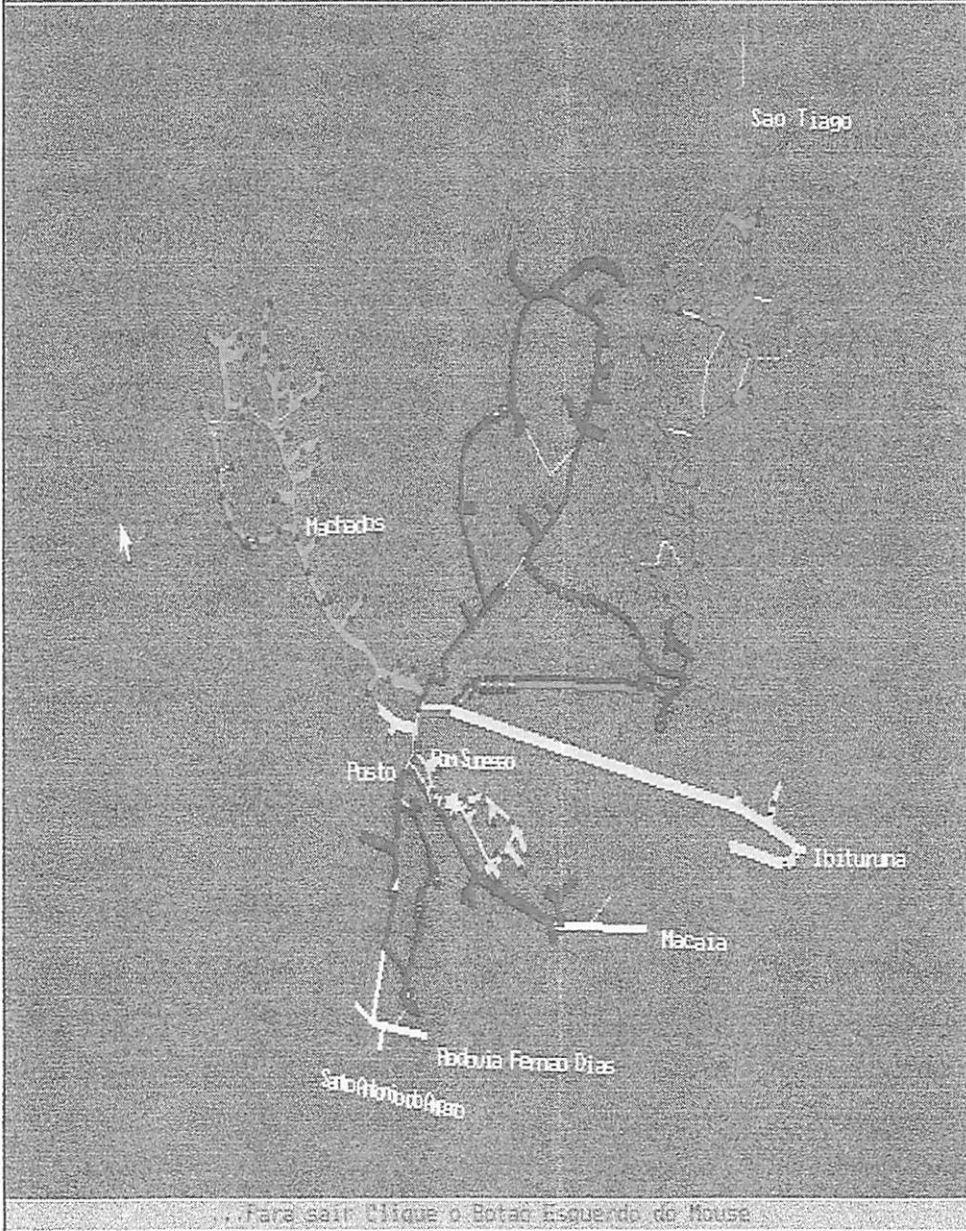 Sao Tiago
Machados
Bom Sucesso
Posto
Ibituruna
Macaia
Rodovia Fernao Dias
Santo Antonio do Amparo
...Para sair Clique o Botao Esquerdo do Mouse